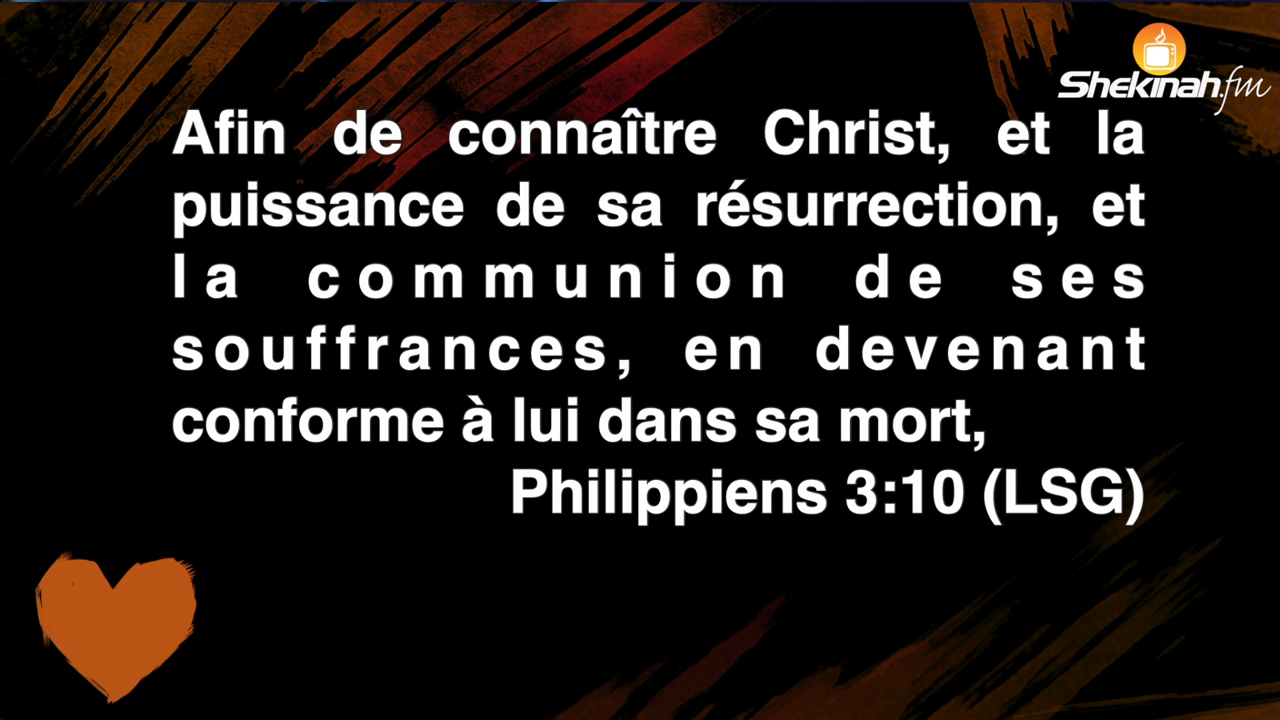 Shekinah.fm
Afin de connaître Christ, et la
puissance de sa résurrection, et
la communion de ses
souffrances, en devenant
conforme à lui dans sa mort,
Philippiens 3:10 (LSG)